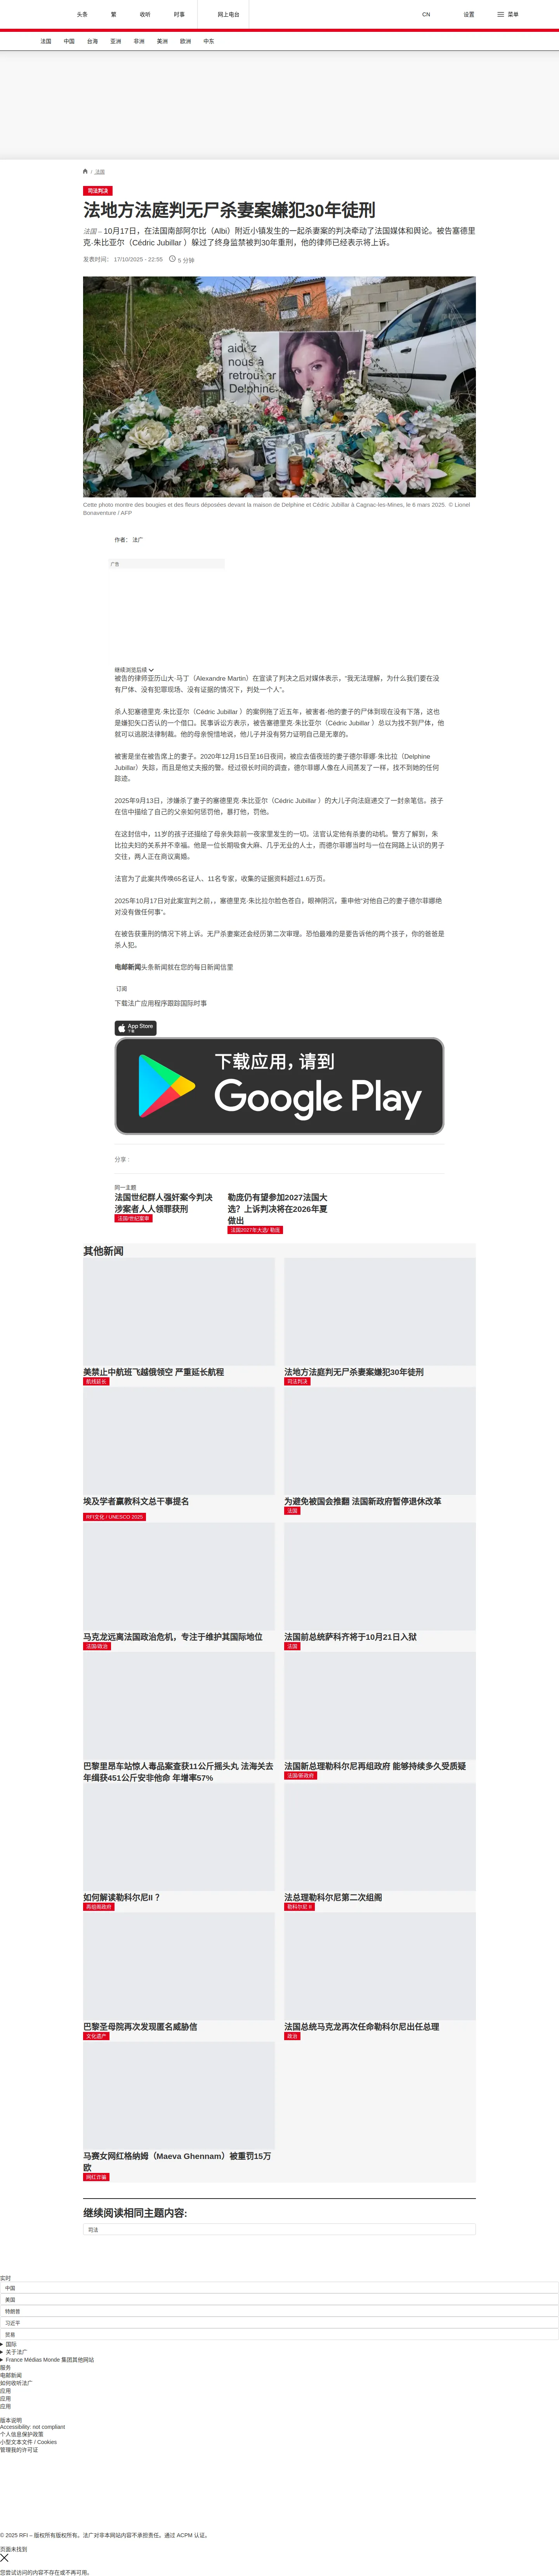 头条
繁
收听
时事
网上电台
CN
设置
菜单
法国
中国
台海
亚洲
非洲
美洲
欧洲
中东
/ 法国
司法判决
法地方法庭判无尸杀妻案嫌犯30年徒刑
法国 – 10月17日，在法国南部阿尔比（Albi）附近小镇发生的一起杀妻案的判决牵动了法国媒体和舆论。被告塞德里
克·朱比亚尔（Cédric Jubillar ）躲过了终身监禁被判30年重刑，他的律师已经表示将上诉。
发表时间： 17/10/2025 - 22:55
5 分钟
aidez
nous à
retrouver
Delphine
Cette photo montre des bougies et des fleurs déposées devant la maison de Delphine et Cédric Jubillar à Cagnac-les-Mines, le 6 mars 2025. © Lionel
Bonaventure / AFP
作者： 法广
广告
继续浏览后续
被告的律师亚历山大·马丁（Alexandre Martin）在宣读了判决之后对媒体表示，“我无法理解，为什么我们要在没
有尸体、没有犯罪现场、没有证据的情况下，判处一个人”。
杀人犯塞德里克·朱比亚尔（Cédric Jubillar ）的案例拖了近五年，被害者-他的妻子的尸体到现在没有下落，这也
是嫌犯矢口否认的一个借口。民事诉讼方表示，被告塞德里克·朱比亚尔（Cédric Jubillar ）总以为找不到尸体，他
就可以逃脱法律制裁。他的母亲惋惜地说，他儿子并没有努力证明自己是无辜的。
被害是坐在被告席上的妻子。2020年12月15日至16日夜间，被应去值夜班的妻子德尔菲娜·朱比拉（Delphine
Jubillar）失踪，而且是他丈夫报的警。经过很长时间的调查，德尔菲娜人像在人间蒸发了一样，找不到她的任何
踪迹。
2025年9月13日，涉嫌杀了妻子的塞德里克·朱比亚尔（Cédric Jubillar ）的大儿子向法庭递交了一封亲笔信。孩子
在信中描绘了自己的父亲如何惩罚他，暴打他，罚他。
在这封信中，11岁的孩子还描绘了母亲失踪前一夜家里发生的一切。法官认定他有杀妻的动机。警方了解到，朱
比拉夫妇的关系并不幸福。他是一位长期吸食大麻、几乎无业的人士，而德尔菲娜当时与一位在网路上认识的男子
交往，两人正在商议离婚。
法官为了此案共传唤65名证人、11名专家，收集的证据资料超过1.6万页。
2025年10月17日对此案宣判之前，，塞德里克·朱比拉尔脸色苍白，眼神阴沉，重申他“对他自己的妻子德尔菲娜绝
对没有做任何事”。
在被告获重刑的情况下将上诉。无尸杀妻案还会经历第二次审理。恐怕最难的是要告诉他的两个孩子，你的爸爸是
杀人犯。
电邮新闻头条新闻就在您的每日新闻信里
订阅
下载法广应用程序跟踪国际时事
App Store
下载
下载应用，请到
Google Play
分享 :
同一主题
法国世纪群人强奸案今判决
涉案者人人领罪获刑
法国/世纪案审
勒庞仍有望参加2027法国大
选？上诉判决将在2026年夏
做出
法国2027年大选/ 勒庞
其他新闻
美禁止中航班飞越俄领空 严重延长航程
航线延长
法地方法庭判无尸杀妻案嫌犯30年徒刑
司法判决
埃及学者赢教科文总干事提名
RFI文化 / UNESCO 2025
为避免被国会推翻 法国新政府暂停退休改革
法国
马克龙远离法国政治危机，专注于维护其国际地位
法国/政治
法国前总统萨科齐将于10月21日入狱
法国
巴黎里昂车站惊人毒品案查获11公斤摇头丸 法海关去
年缉获451公斤安非他命 年增率57%
法国新总理勒科尔尼再组政府 能够持续多久受质疑
法国/新政府
如何解读勒科尔尼II ？
再组阁政府
法总理勒科尔尼第二次组阁
勒科尔尼 II
巴黎圣母院再次发现匿名威胁信
文化遗产
法国总统马克龙再次任命勒科尔尼出任总理
政治
马赛女网红格纳姆（Maeva Ghennam）被重罚15万
欧
网红诈骗
继续阅读相同主题内容:
司法
实时
中国
美国
特朗普
习近平
贸易
国际
关于法广
France Médias Monde 集团其他网站
服务
电邮新闻
如何收听法广
应用
应用
应用
版本说明
Accessibility: not compliant
个人信息保护政策
小型文本文件 / Cookies
管理我的许可证
© 2025 RFI – 版权所有版权所有。法广对非本网站内容不承担责任。通过 ACPM 认证。
页面未找到
您尝试访问的内容不存在或不再可用。